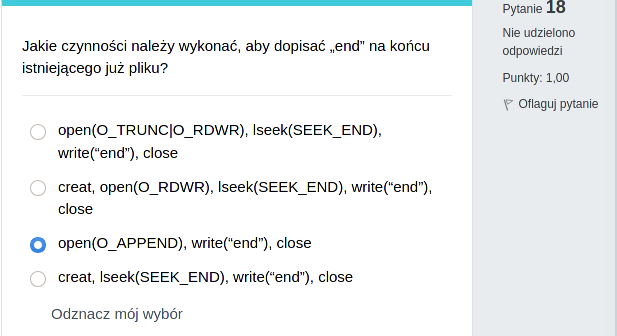 Jakie czynności należy wykonać, aby dopisać „end” na końcu
istniejącego już pliku?
open(O_TRUNC|O_RDWR), lseek(SEEK_END),
write(“end”), close
creat, open(O_RDWR), lseek(SEEK_END), write(“end”),
close
open(O_APPEND), write(“end”), close
creat, lseek(SEEK_END), write(“end”), close
Odznacz mój wybór
Pytanie 18
Nie udzielono
odpowiedzi
Punkty: 1,00
Oflaguj pytanie